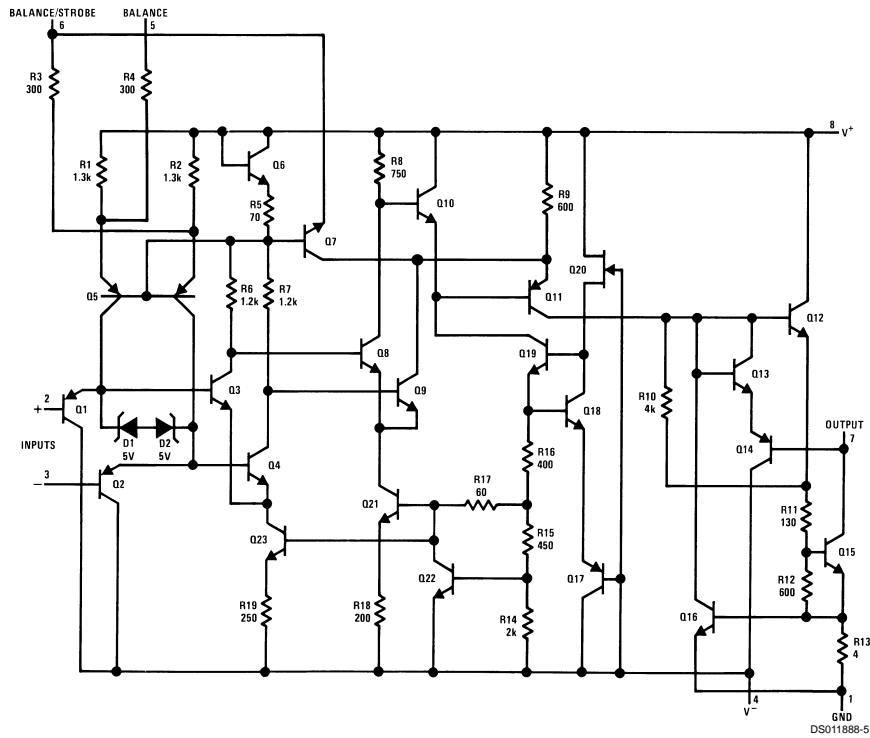 BALANCE/STROBE
6
BALANCE
5
R3
300
R4
300
8 V+
R1
1.3k
R2
1.3k
Q6
R5
70
R8
750
Q10
R9
600
Q7
Q20
Q5
R6
1.2k
R7
1.2k
Q11
Q12
Q8
Q19
Q13
Q3
Q9
Q18
R10
4k
2
+
Q1
OUTPUT
7
D1
5V
D2
5V
Q14
INPUTS
R16
400
3
−
Q2
Q4
R17
60
Q21
R11
130
Q23
R15
450
Q15
Q22
Q17
R12
600
R19
250
R18
200
R14
2k
Q16
R13
4
4
V−
1
GND
DS011888-5